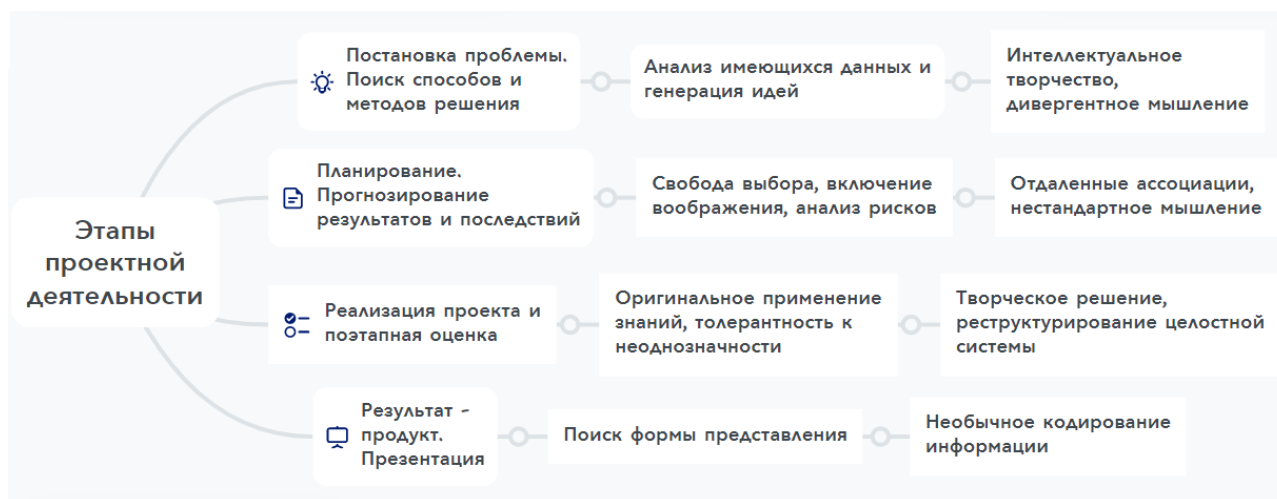 Этапы
проектной
деятельности
Постановка проблемы.
Поиск способов и
методов решения
Анализ имеющихся данных и
генерация идей
Интеллектуальное
творчество,
дивергентное мышление
Планирование.
Прогнозирование
результатов и последствий
Свобода выбора, включение
воображения, анализ рисков
Отдаленные ассоциации,
нестандартное мышление
Реализация проекта и
поэтапная оценка
Оригинальное применение
знаний, толерантность к
неоднозначности
Творческое решение,
реструктурирование целостной
системы
Результат -
продукт.
Презентация
Поиск формы представления
Необычное кодирование
информации